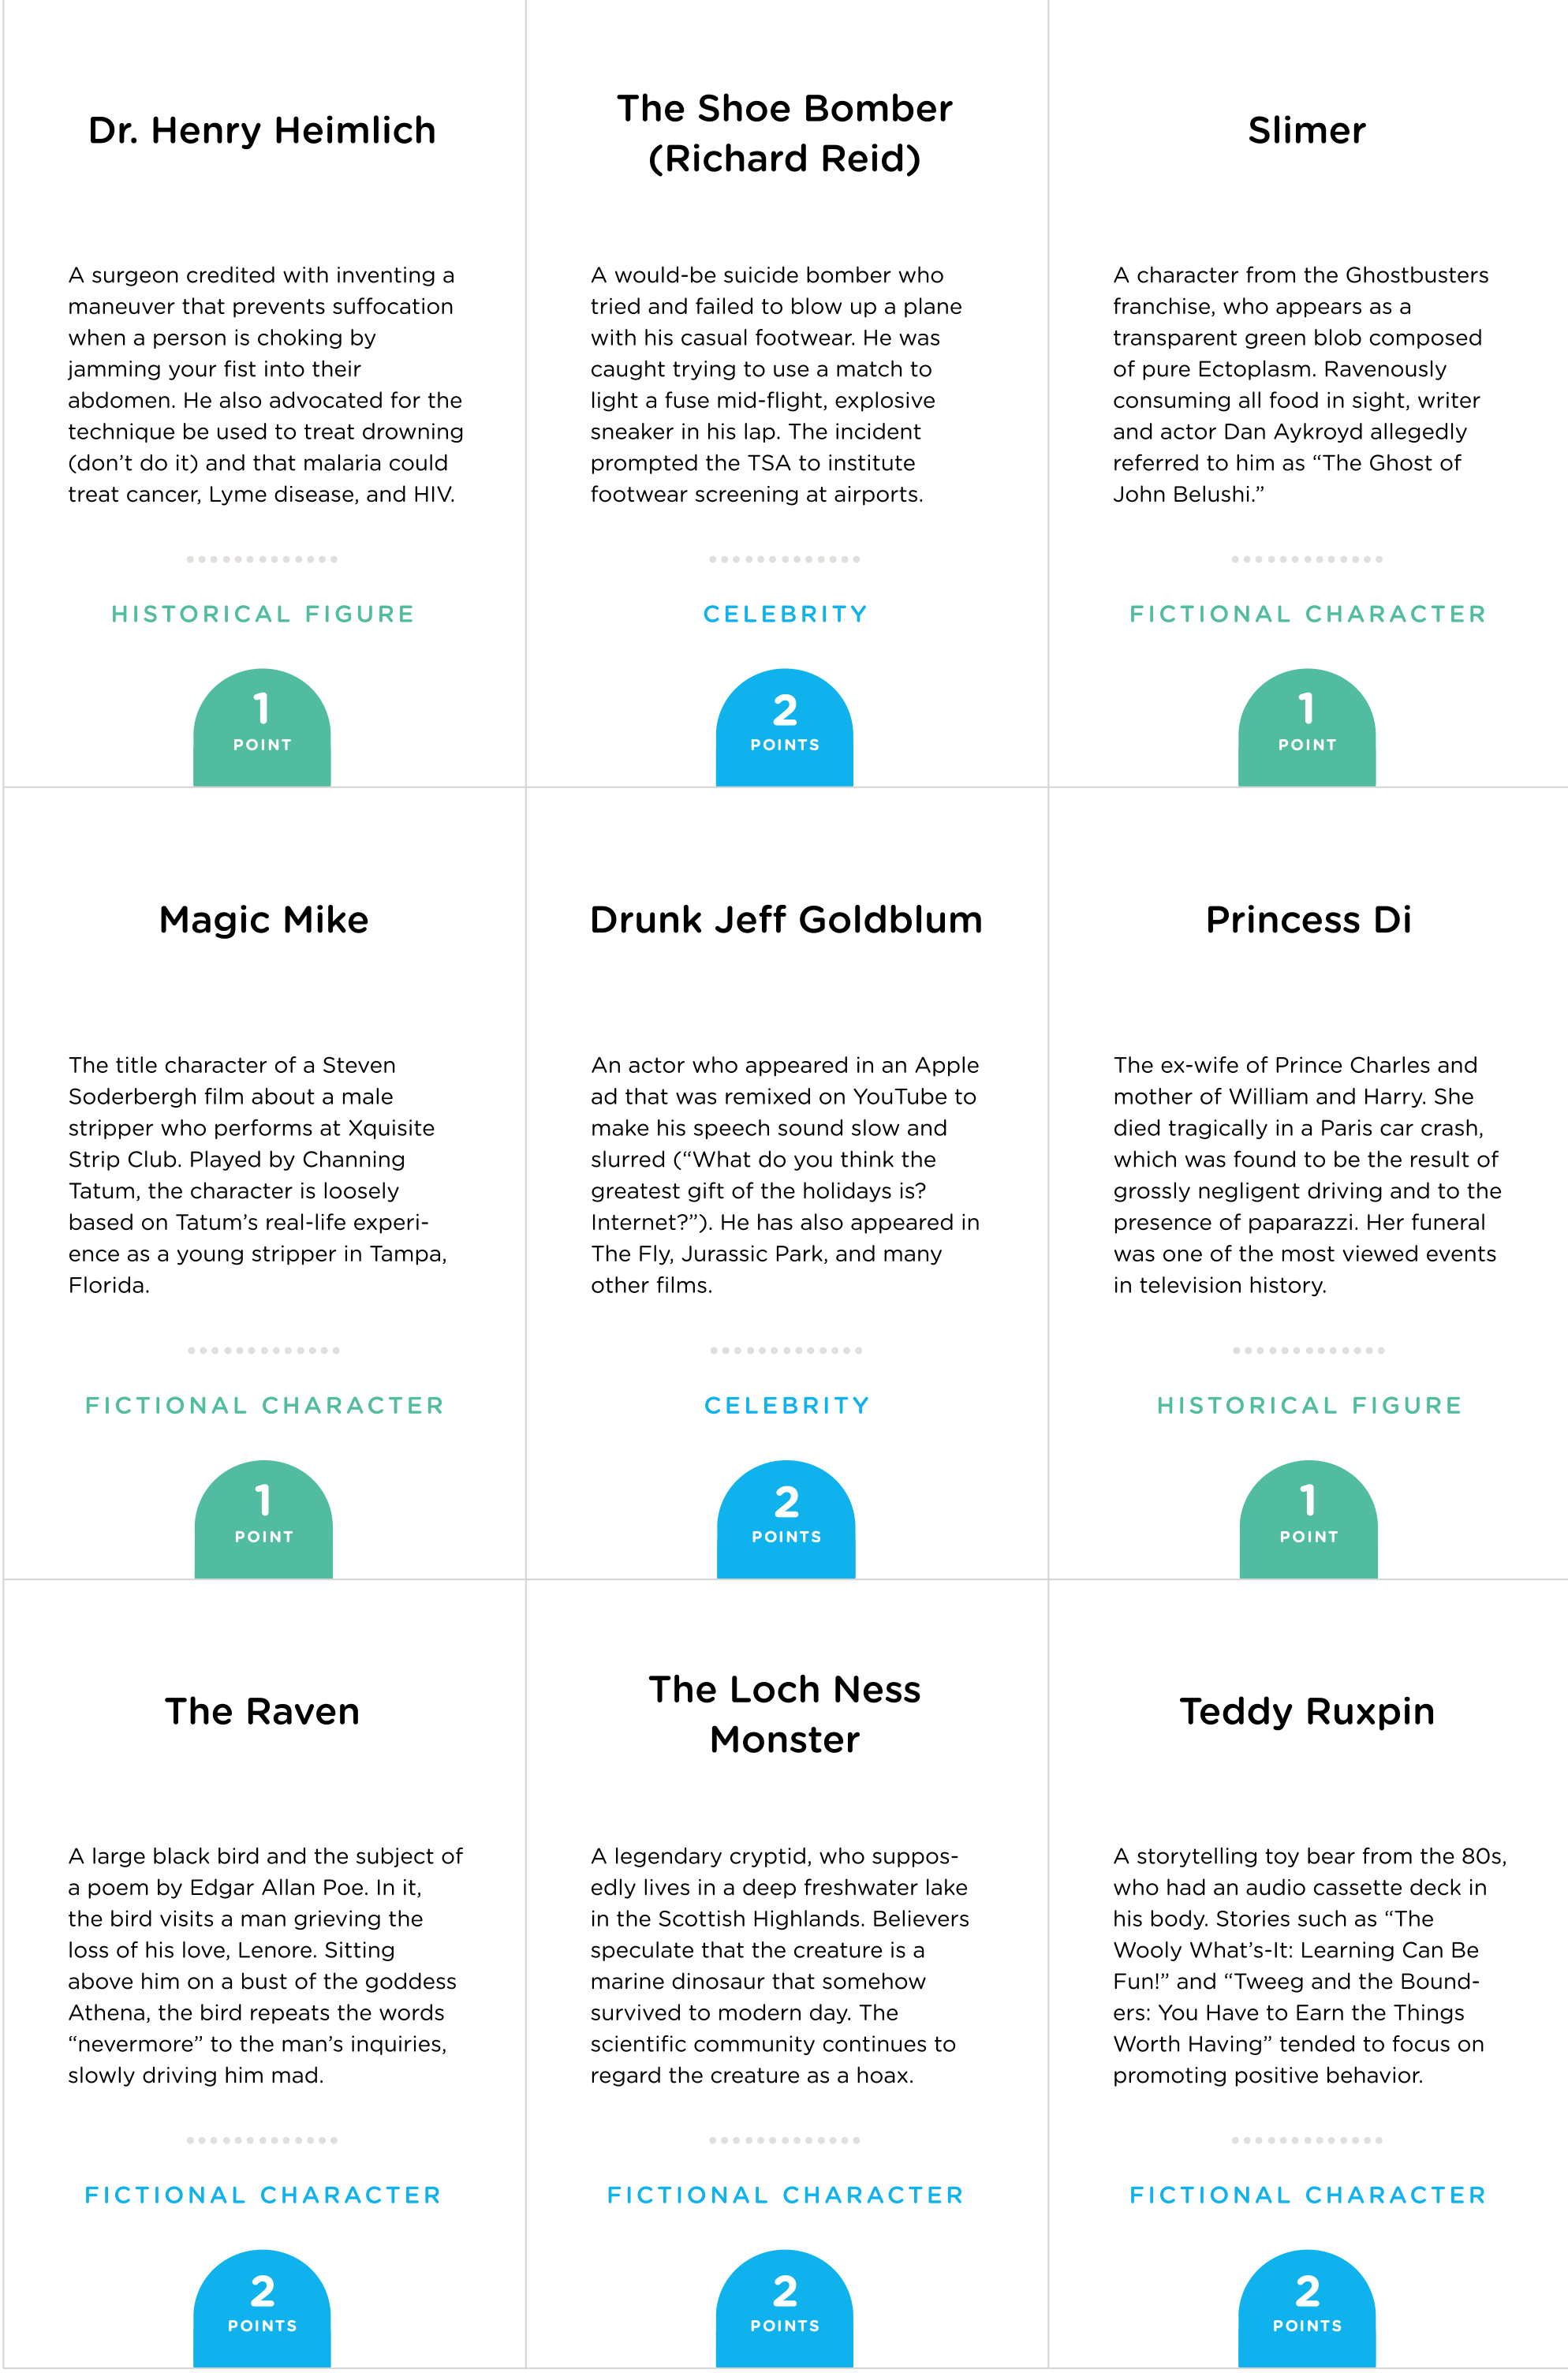 Dr. Henry Heimlich
A surgeon credited with inventing a
maneuver that prevents suffocation
when a person is choking by
jamming your fist into their
abdomen. He also advocated for the
technique be used to treat drowning
(don’t do it) and that malaria could
treat cancer, Lyme disease, and HIV.
HISTORICAL FIGURE
1
POINT
The Shoe Bomber
(Richard Reid)
A would-be suicide bomber who
tried and failed to blow up a plane
with his casual footwear. He was
caught trying to use a match to
light a fuse mid-flight, explosive
sneaker in his lap. The incident
prompted the TSA to institute
footwear screening at airports.
CELEBRITY
2
POINTS
Slimer
A character from the Ghostbusters
franchise, who appears as a
transparent green blob composed
of pure Ectoplasm. Ravenously
consuming all food in sight, writer
and actor Dan Aykroyd allegedly
referred to him as “The Ghost of
John Belushi.”
FICTIONAL CHARACTER
1
POINT
Magic Mike
The title character of a Steven
Soderbergh film about a male
stripper who performs at Xquisite
Strip Club. Played by Channing
Tatum, the character is loosely
based on Tatum’s real-life experi-
ence as a young stripper in Tampa,
Florida.
FICTIONAL CHARACTER
1
POINT
Drunk Jeff Goldblum
An actor who appeared in an Apple
ad that was remixed on YouTube to
make his speech sound slow and
slurred (“What do you think the
greatest gift of the holidays is?
Internet?”). He has also appeared in
The Fly, Jurassic Park, and many
other films.
CELEBRITY
2
POINTS
Princess Di
The ex-wife of Prince Charles and
mother of William and Harry. She
died tragically in a Paris car crash,
which was found to be the result of
grossly negligent driving and to the
presence of paparazzi. Her funeral
was one of the most viewed events
in television history.
HISTORICAL FIGURE
1
POINT
The Raven
A large black bird and the subject of
a poem by Edgar Allan Poe. In it,
the bird visits a man grieving the
loss of his love, Lenore. Sitting
above him on a bust of the goddess
Athena, the bird repeats the words
“nevermore” to the man’s inquiries,
slowly driving him mad.
FICTIONAL CHARACTER
2
POINTS
The Loch Ness
Monster
A legendary cryptid, who suppos-
edly lives in a deep freshwater lake
in the Scottish Highlands. Believers
speculate that the creature is a
marine dinosaur that somehow
survived to modern day. The
scientific community continues to
regard the creature as a hoax.
FICTIONAL CHARACTER
2
POINTS
Teddy Ruxpin
A storytelling toy bear from the 80s,
who had an audio cassette deck in
his body. Stories such as “The
Wooly What’s-It: Learning Can Be
Fun!” and “Tweeg and the Bound-
ers: You Have to Earn the Things
Worth Having” tended to focus on
promoting positive behavior.
FICTIONAL CHARACTER
2
POINTS